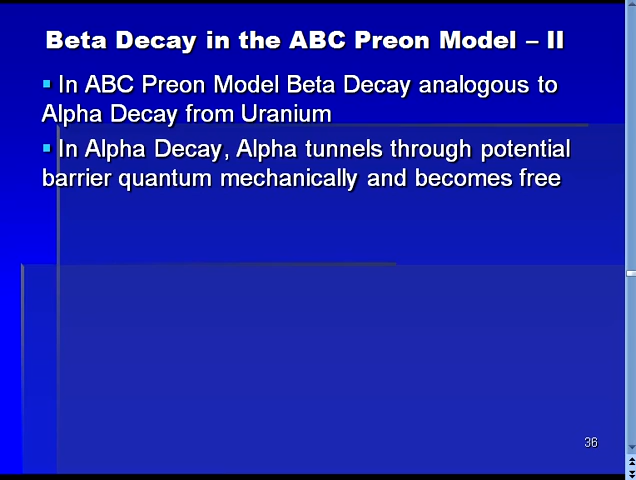 Beta Decay in the ABC Preon Model – II
▪ In ABC Preon Model Beta Decay analogous to
Alpha Decay from Uranium
▪ In Alpha Decay, Alpha tunnels through potential
barrier quantum mechanically and becomes free
36